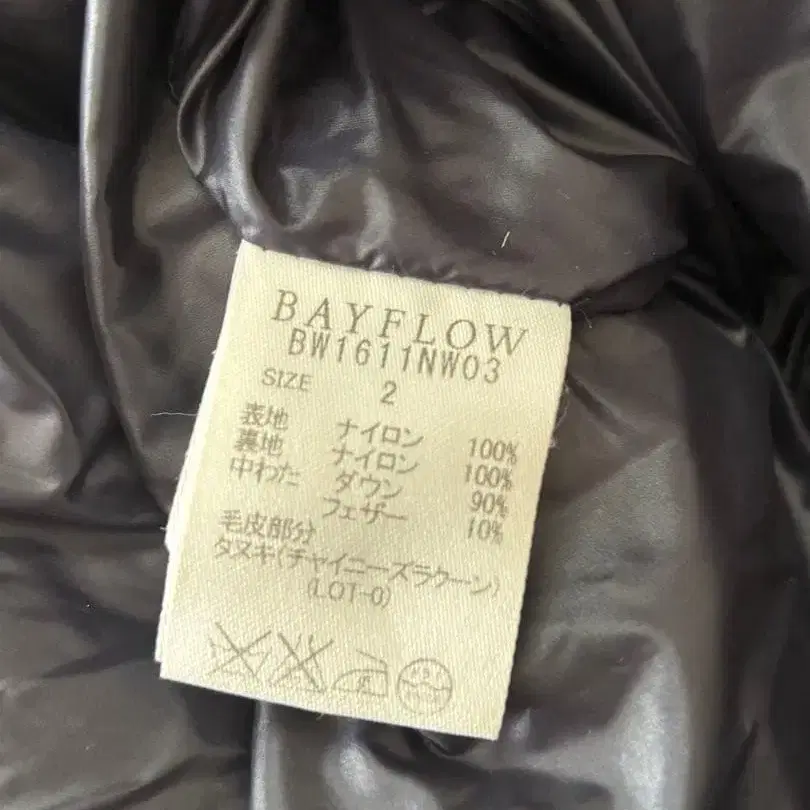 BAYFLOW
BW1611NW03
SIZE 2
表地 ナイロン 100%
裏地 ナイロン 100%
中わた ダウン 90%
フェザー 10%
毛皮部分
タヌキ(チャイニーズラクーン)
(LOT-0)